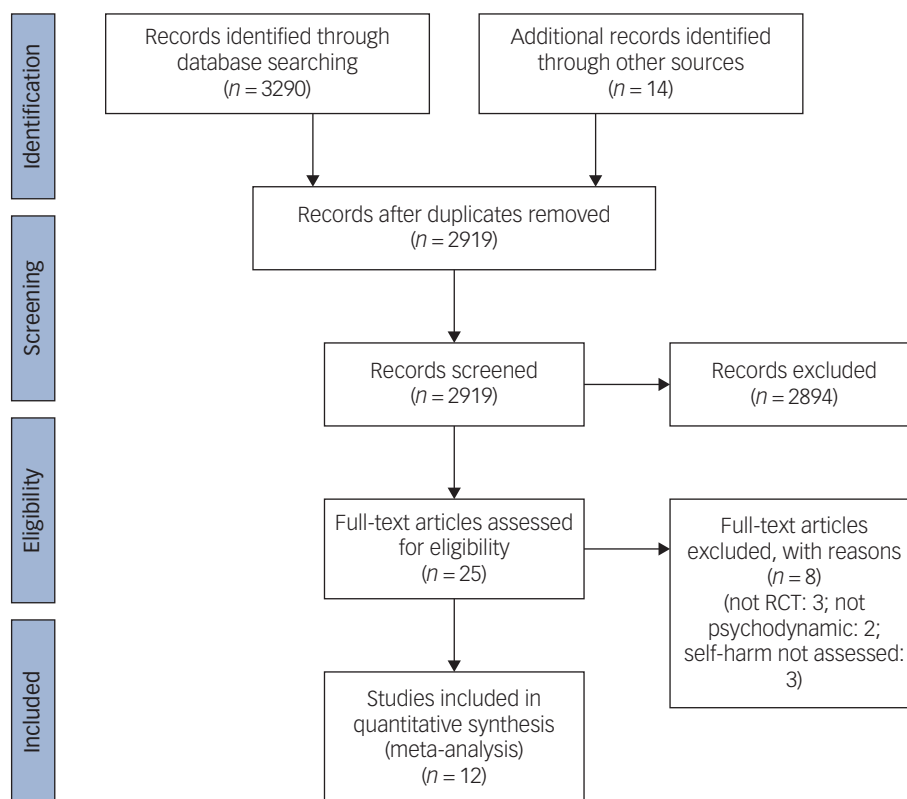 Identification
Records identified through
database searching
(n = 3290)
Additional records identified
through other sources
(n = 14)
Records after duplicates removed
(n = 2919)
Screening
Records screened
(n = 2919)
Records excluded
(n = 2894)
Eligibility
Full-text articles assessed
for eligibility
(n = 25)
Full-text articles
excluded, with reasons
(n = 8)
(not RCT: 3; not
psychodynamic: 2;
self-harm not assessed:
3)
Included
Studies included in
quantitative synthesis
(meta-analysis)
(n = 12)